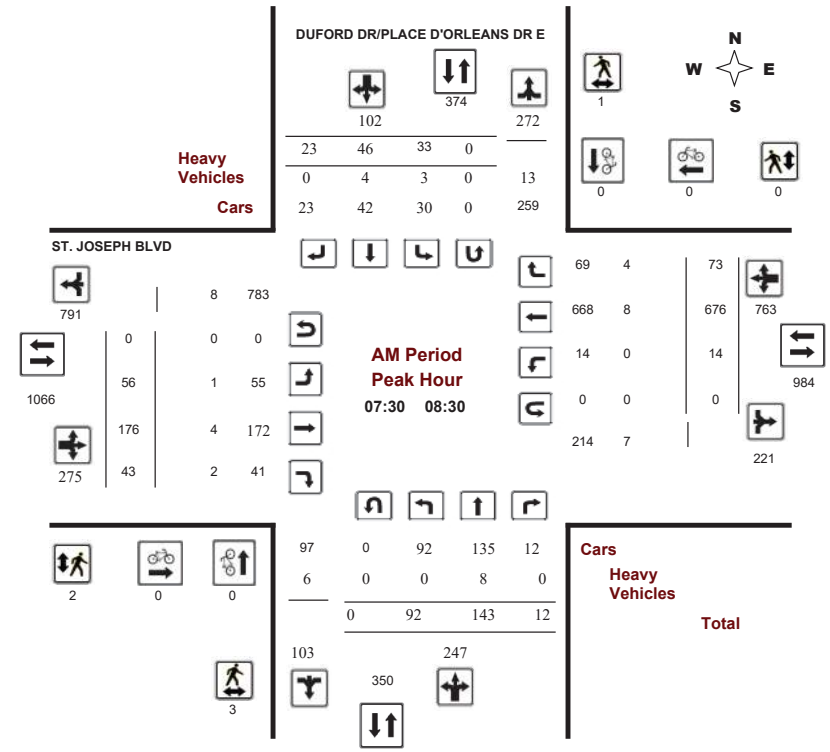 DUFORD DR/PLACE D'ORLEANS DR E
N
W E
S
374
1
102 272
23 46 33 0
Heavy
Vehicles
0 4 3 0 13
Cars
23 42 30 0 259
0 0 0
ST. JOSEPH BLVD
69 4 73
791
8 783
668 8 676 763
0 0 0
AM Period
Peak Hour
07:30 08:30
14 0 14
984
1066
56 1 55
0 0 0
176 4 172
214 7
221
275
43 2 41
97 0 92 135 12
Cars
6 0 0 8 0
Heavy
Vehicles
2 0 0
0 92 143 12
Total
103 247
350
3